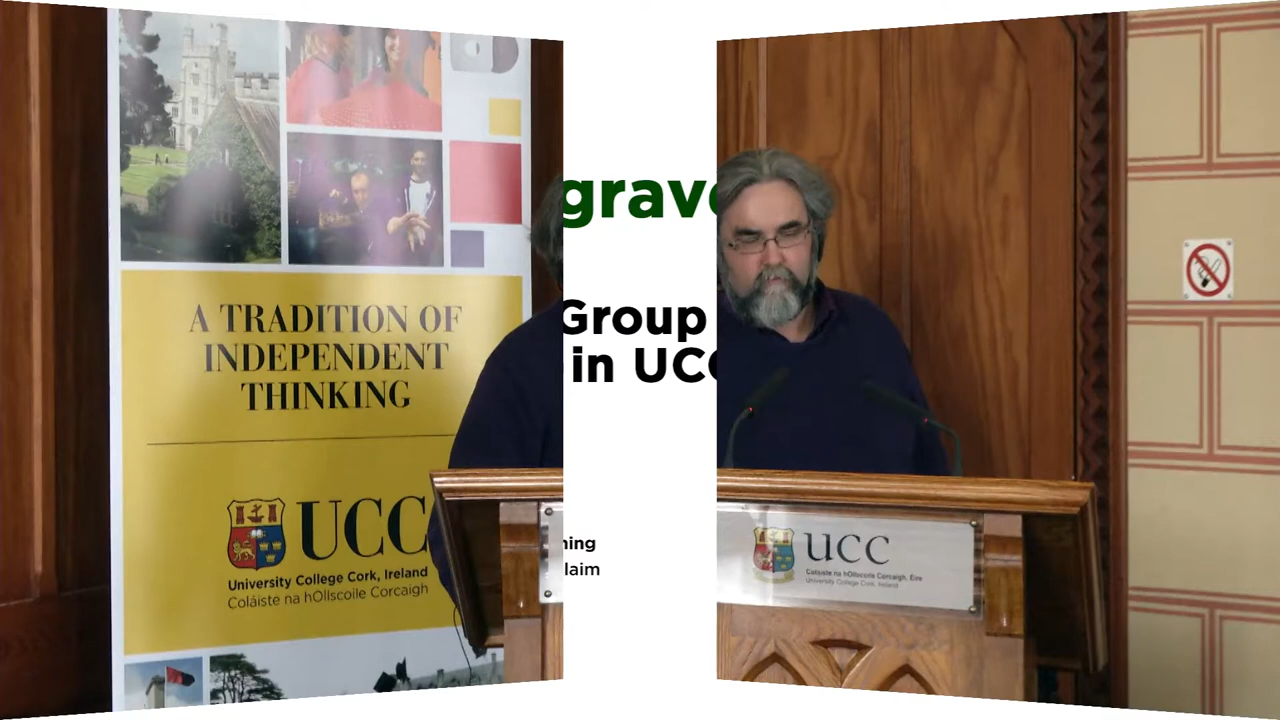 A TRADITION OF
INDEPENDENT
THINKING
UCC
University College Cork, Ireland
Coláiste na hOllscoile Corcaigh
grave
Group
in UCC
ning
laim
UCC
Coláiste na hOllscoile Corcaigh, Éire
University College Cork, Ireland